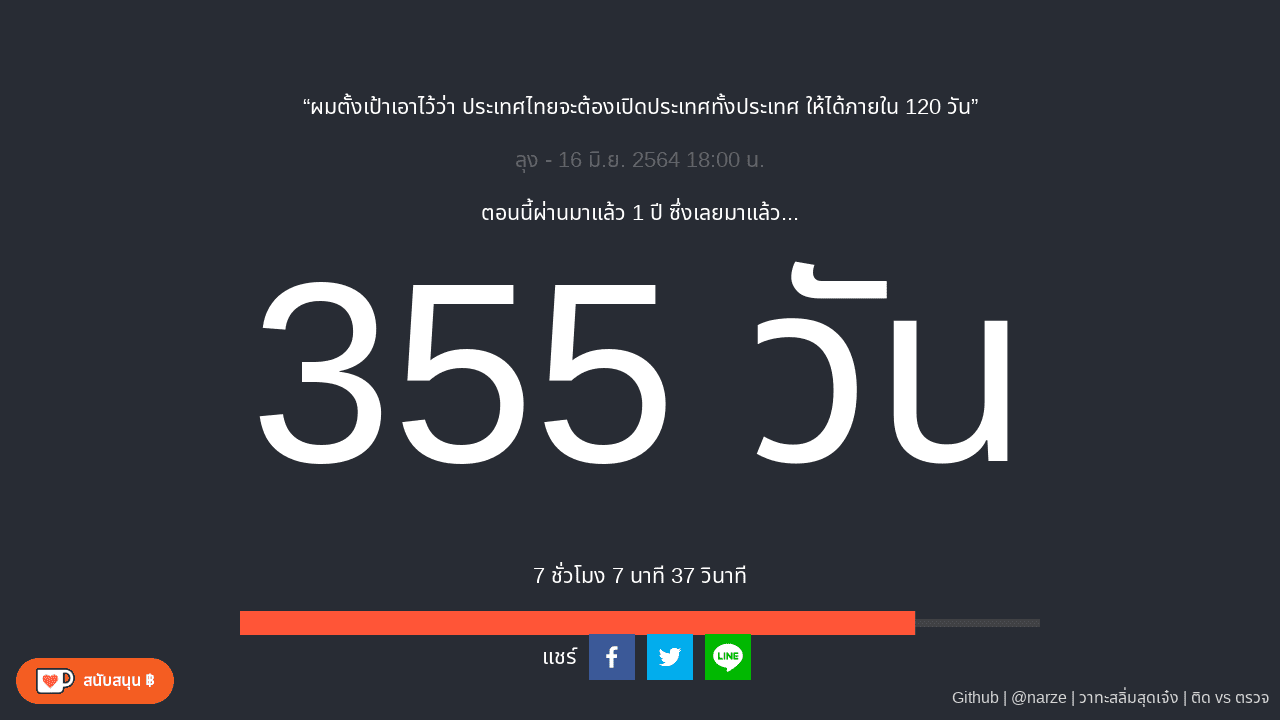 “ผมตั้งเป้าเอาไว้ว่า ประเทศไทยจะต้องเปิดประเทศทั้งประเทศ ให้ได้ภายใน 120 วัน”
ลุง - 16 มิ.ย. 2564 18:00 น.
ตอนนี้ผ่านมาแล้ว 1 ปี ซึ่งเลยมาแล้ว...
355 วัน
7 ชั่วโมง 7 นาที 37 วินาที
แชร์
LINE
สนับสนุน ฿
Github | @narze | วาทะสลิ่มสุดเจ๋ง | ติด vs ตรวจ